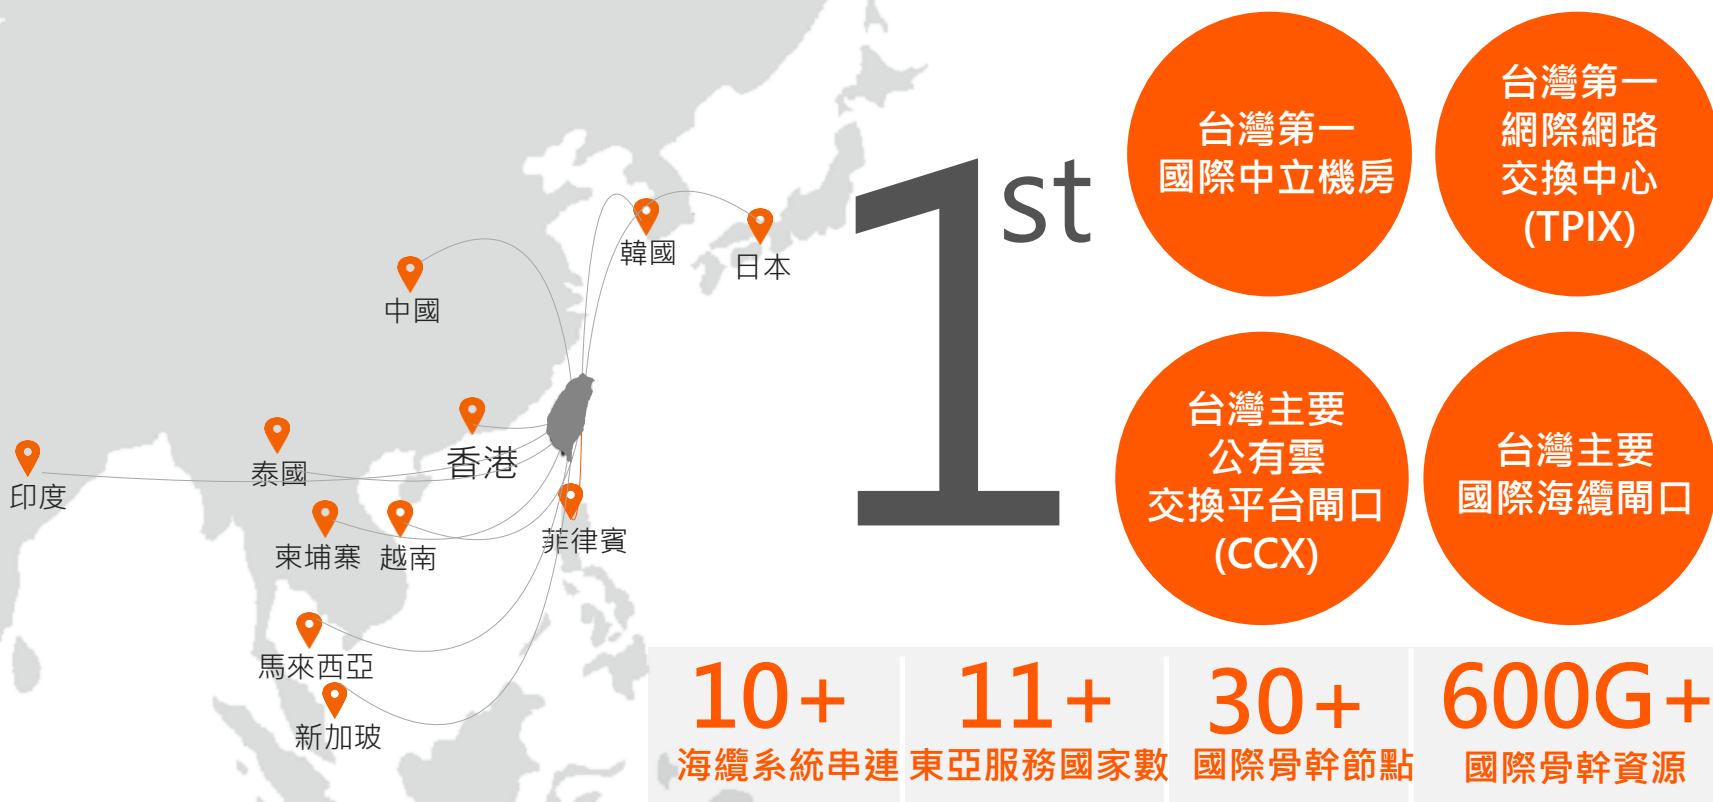 韓國
日本
中國
香港
泰國
印度
菲律賓
柬埔寨
越南
馬來西亞
新加玻
1st
台灣第一
國際中立機房
台灣第一
網際網路
交換中心
(TPIX)
台灣主要
公有雲
交換平台閘口
(CCX)
台灣主要
國際海纜閘口
10+
海纜系統串連
11+
東亞服務國家數
30+
國際骨幹節點
600G+
國際骨幹資源